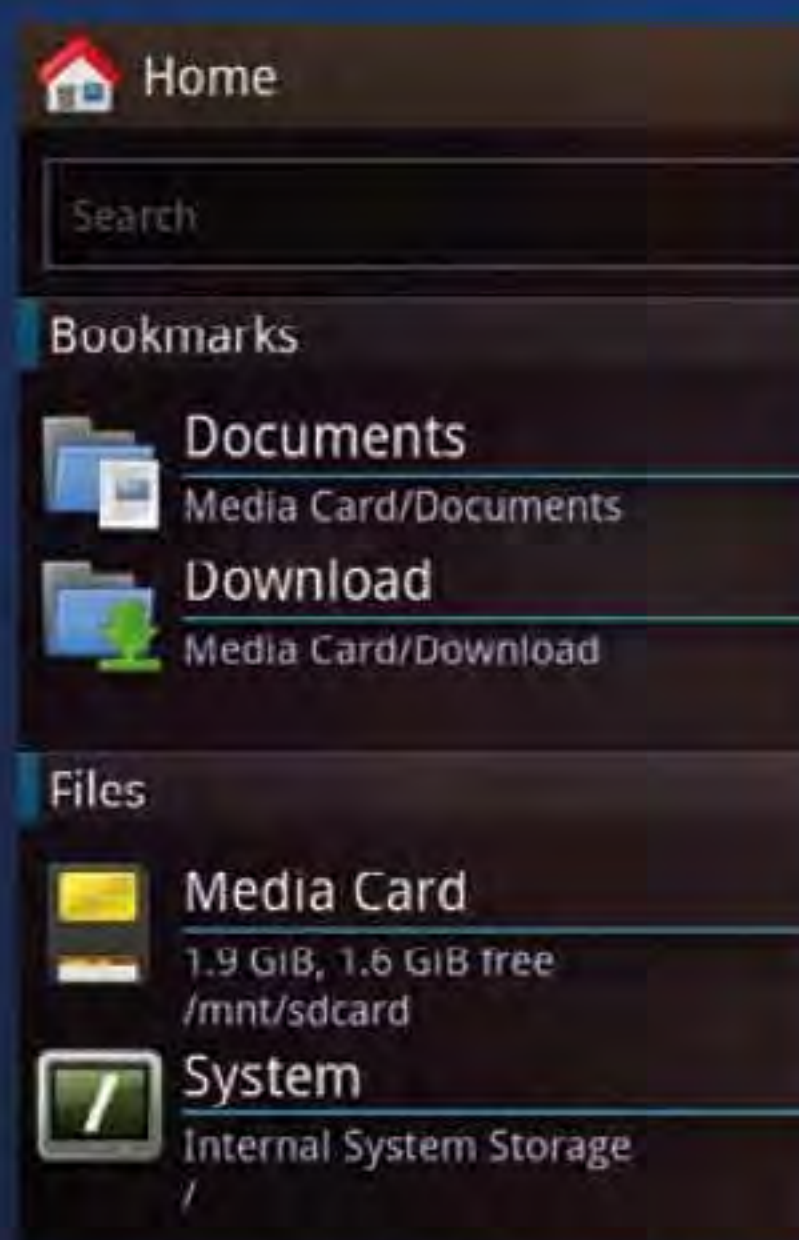 Home
Search
Bookmarks
Documents
Media Card/Documents
Download
Media Card/Download
Files
Media Card
1.9 GiB, 1.6 GiB free
/mnt/sdcard
System
Internal System Storage
/